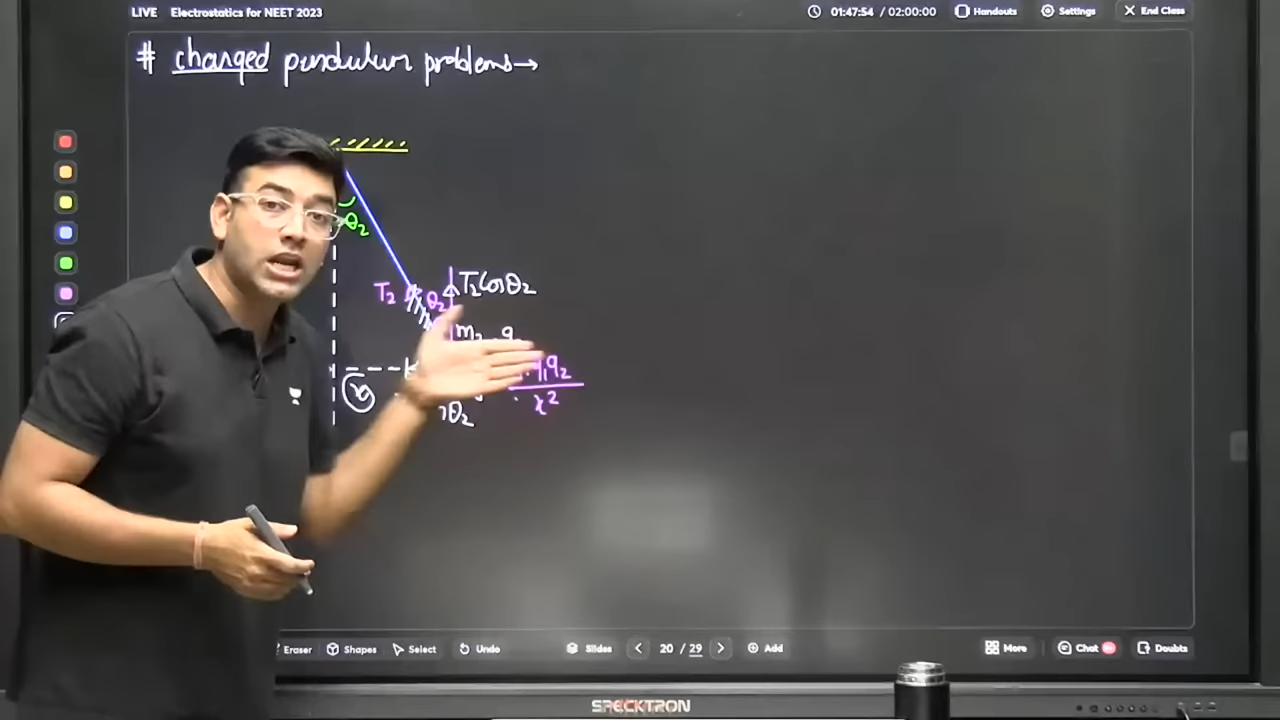 LIVE Electrostatics for NEET 2023
01:47:54 / 02:00:00 Handouts Settings End Class
# charged pendulum problems→
θ₂
T₂ θ₂ T₂Cosθ₂
m₂
q₁q₂
x²
θ₂
Eraser Shapes Select Undo Slides 20 / 29 Add More Chat Doubts
SPECKTRON